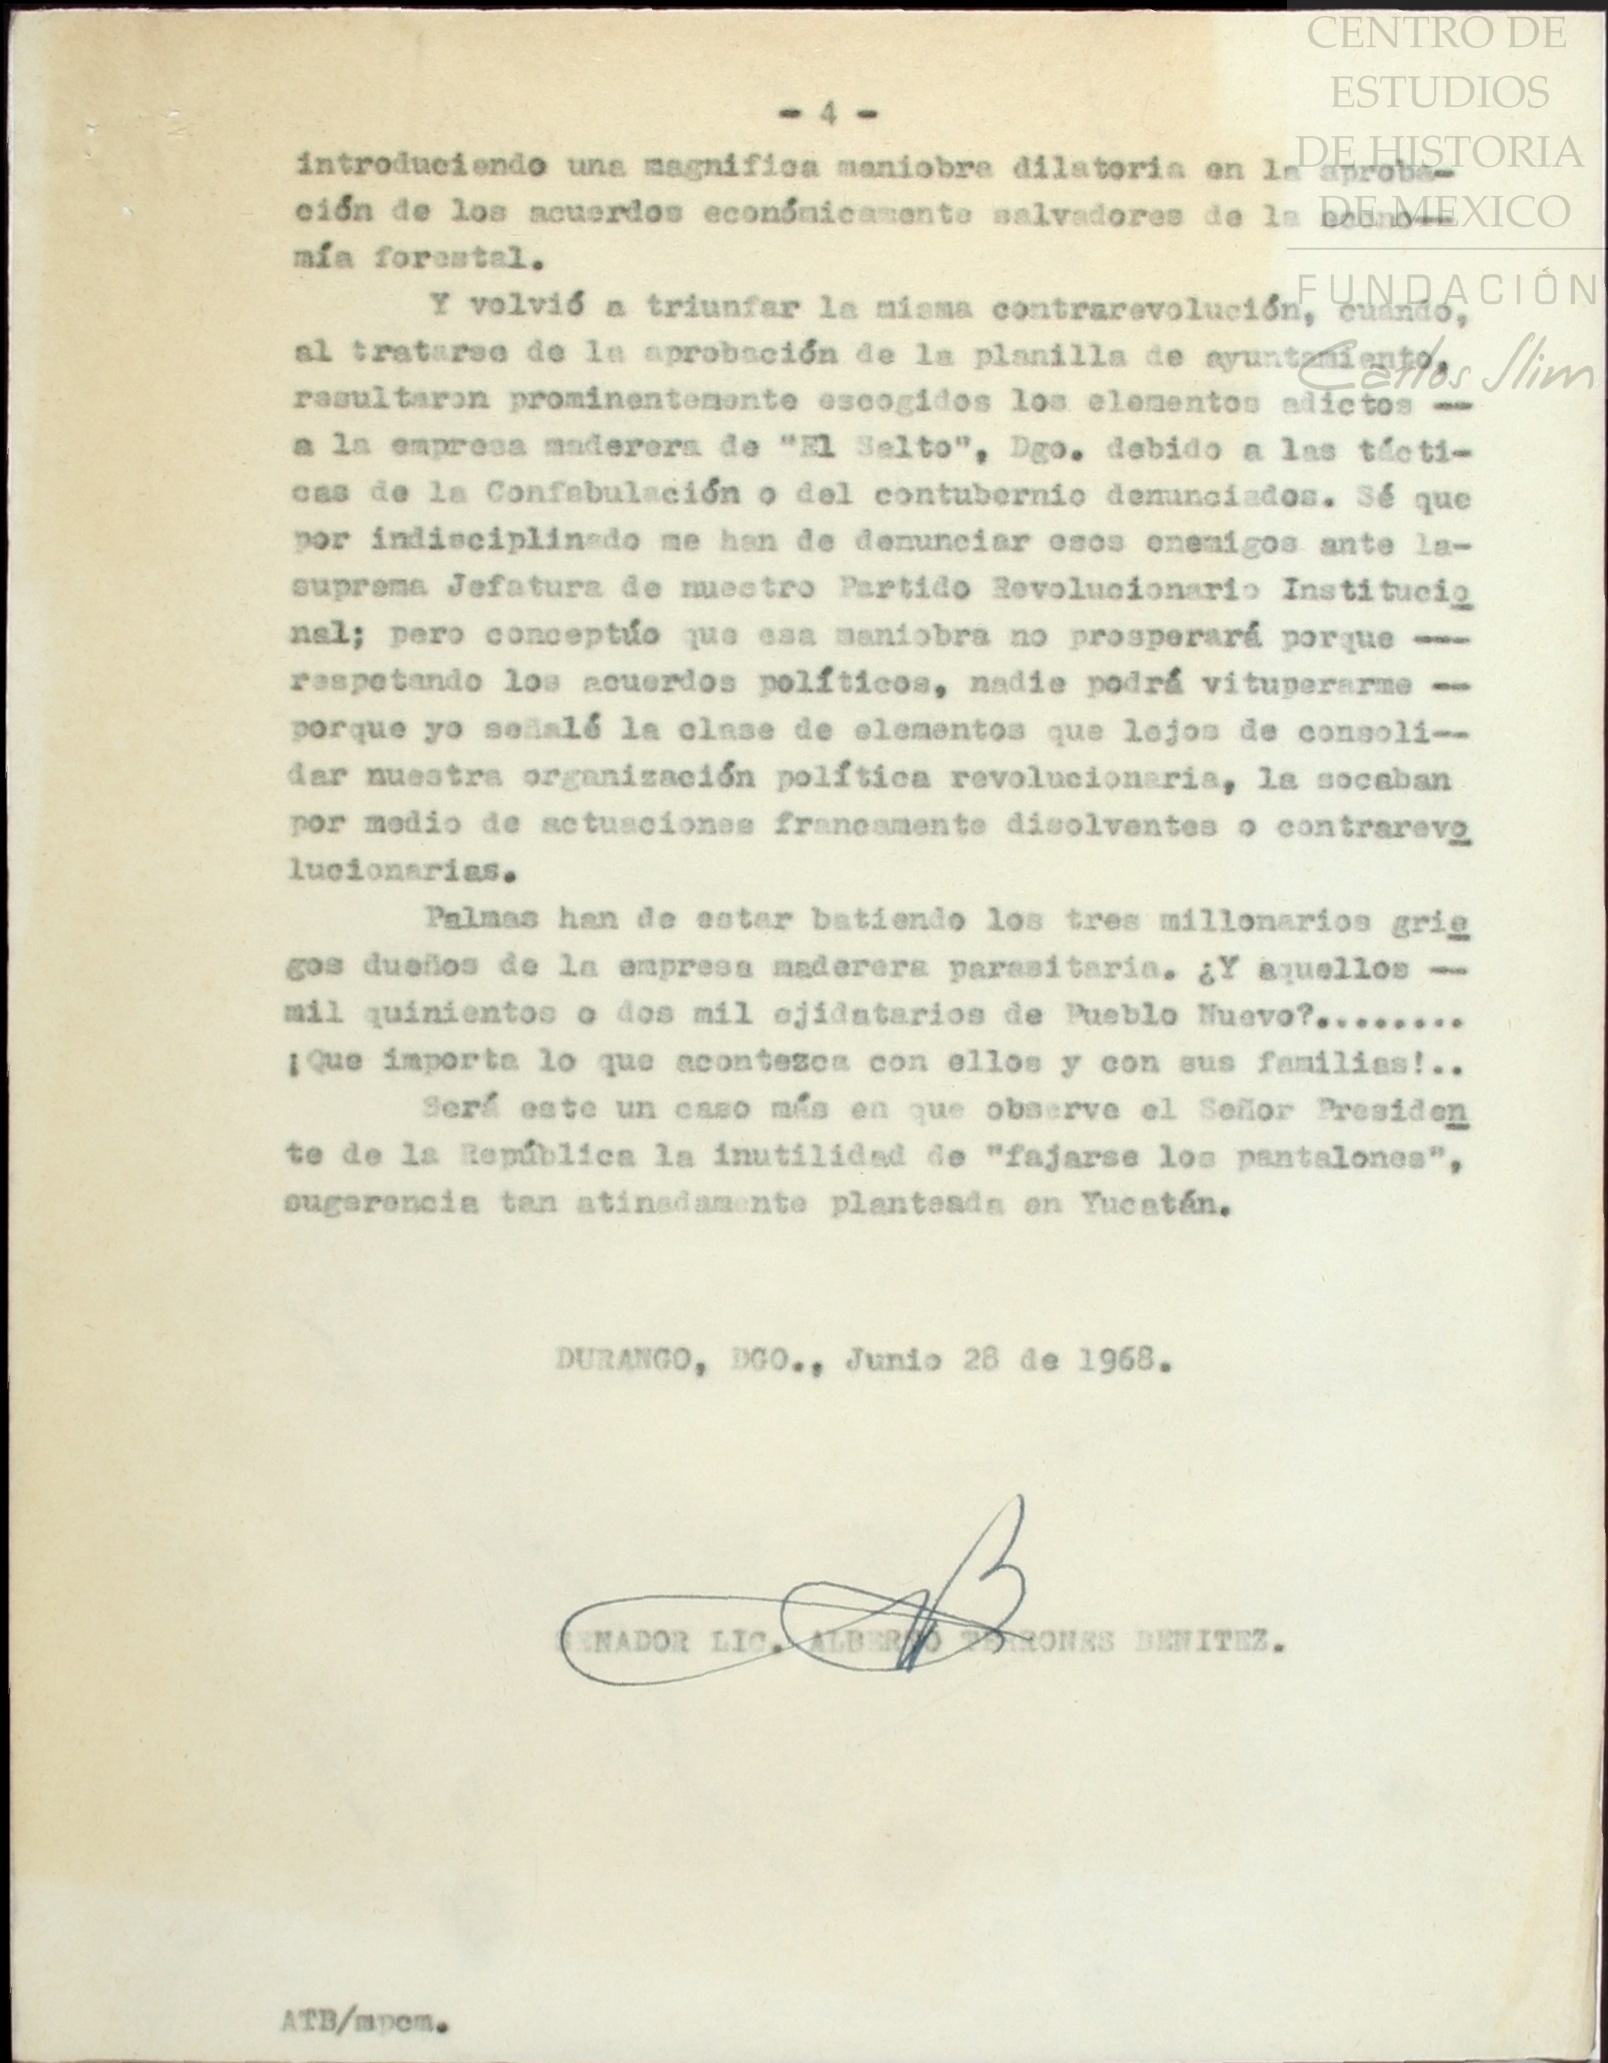 CENTRO DE
ESTUDIOS
DE HISTORIA
DE MEXICO
FUNDACIÓN
Carlos Slim
- 4 -
introduciendo una magnifica maniobra dilatoria en la aproba-
ción de los acuerdos económicamente salvadores de la econo--
mía forestal.
Y volvió a triunfar la misma contrarevolución, cuando,
al tratarse de la aprobación de la planilla de ayuntamiento,
resultaron prominentemente escogidos los elementos adictos --
a la empresa maderera de "El Salto", Dgo. debido a las tácti-
cas de la Confabulación o del contubernio denunciados. Sé que
por indisciplinado me han de denunciar esos enemigos ante la-
suprema Jefatura de nuestro Partido Revolucionario Institucio
nal; pero conceptúo que esa maniobra no prosperará porque ---
respetando los acuerdos políticos, nadie podrá vituperarme --
porque yo señalé la clase de elementos que lejos de consoli--
dar nuestra organización política revolucionaria, la socaban
por medio de actuaciones francamente disolventes o contrarevo
lucionarias.
Palmas han de estar batiendo los tres millonarios grie
gos dueños de la empresa maderera parasitaria. ¿Y aquellos --
mil quinientos o dos mil ejidatarios de Pueblo Nuevo?........
¡Que importa lo que acontezca con ellos y con sus familias!..
Será este un caso más en que observe el Señor Presiden
te de la República la inutilidad de "fajarse los pantalones",
sugerencia tan atinadamente planteada en Yucatán.
DURANGO, DGO., Junio 28 de 1968.
SENADOR LIC. ALBERTO TERRONES BENITEZ.
ATB/mpcm.